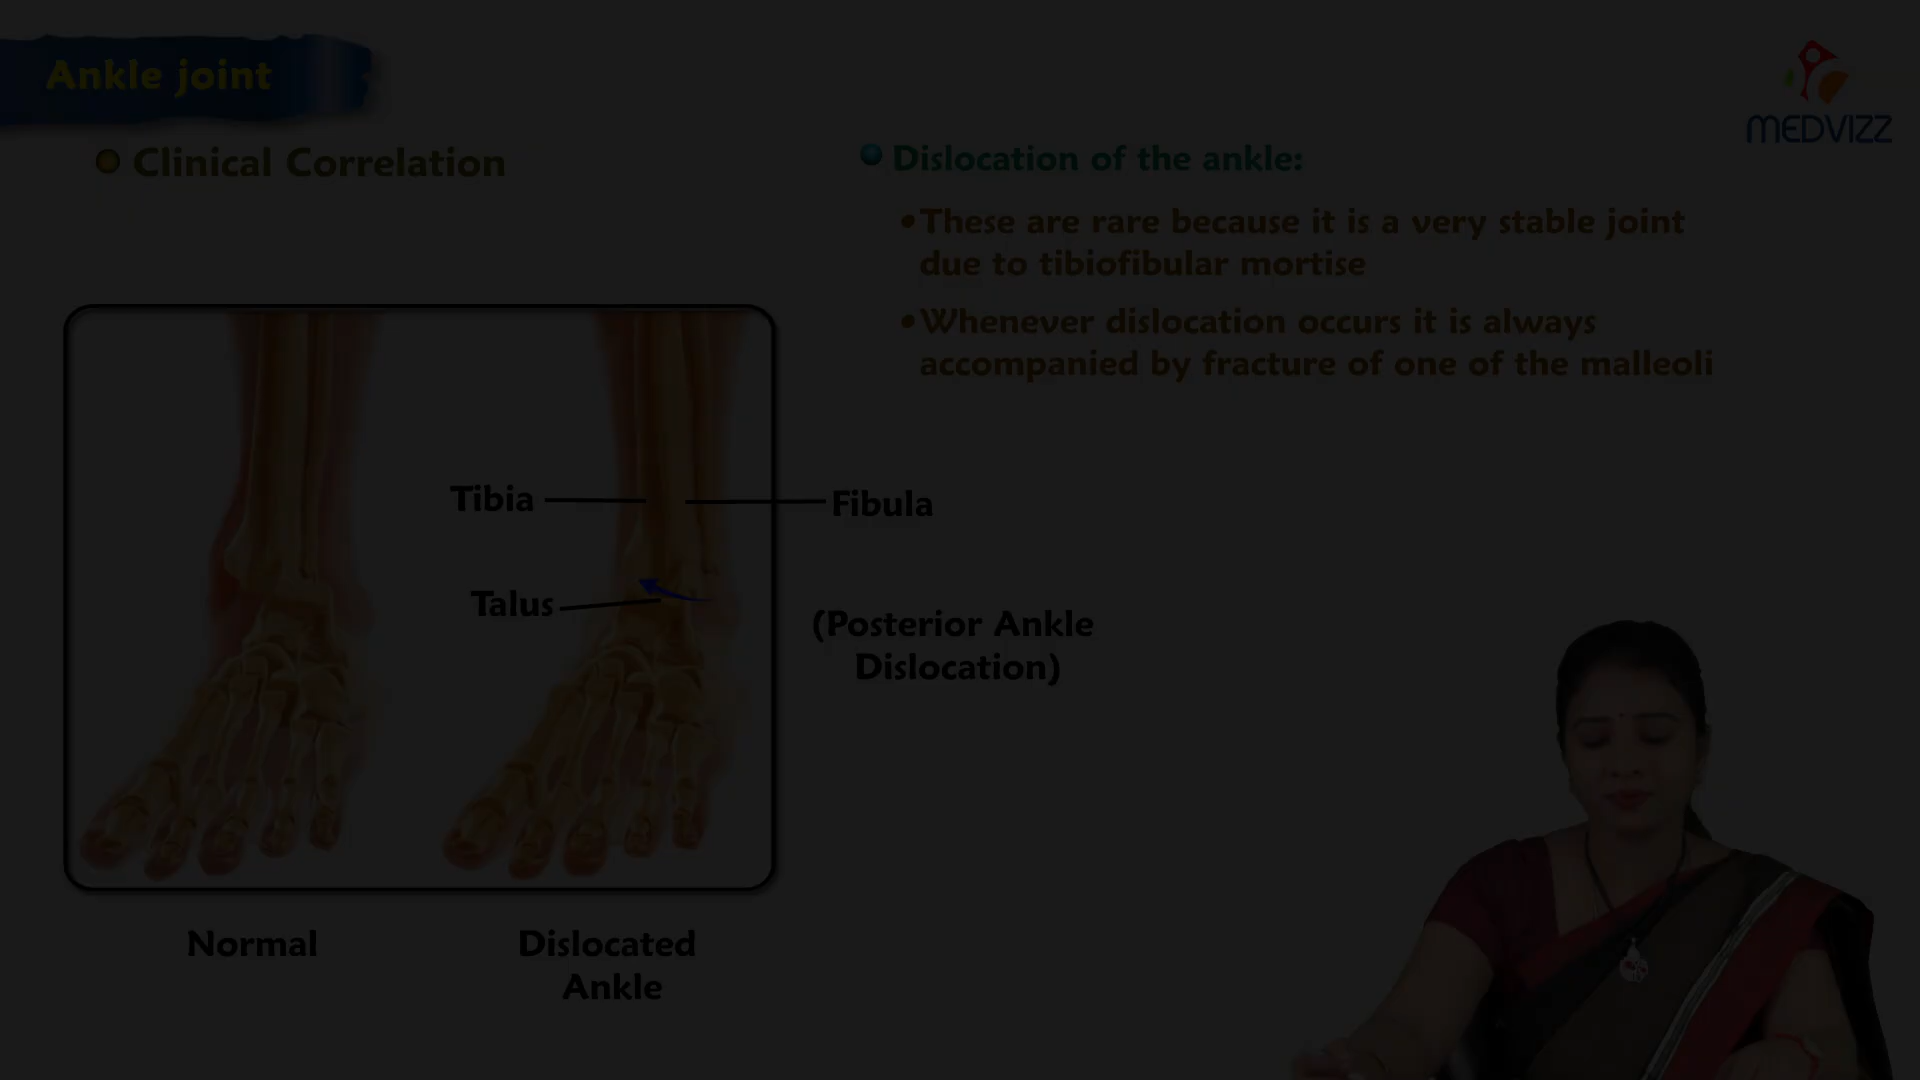 Ankle joint
MEDVIZZ
Clinical Correlation
Dislocation of the ankle:
•These are rare because it is a very stable joint
due to tibiofibular mortise
•Whenever dislocation occurs it is always
accompanied by fracture of one of the malleoli
Tibia
Fibula
Talus
(Posterior Ankle
Dislocation)
Normal
Dislocated
Ankle